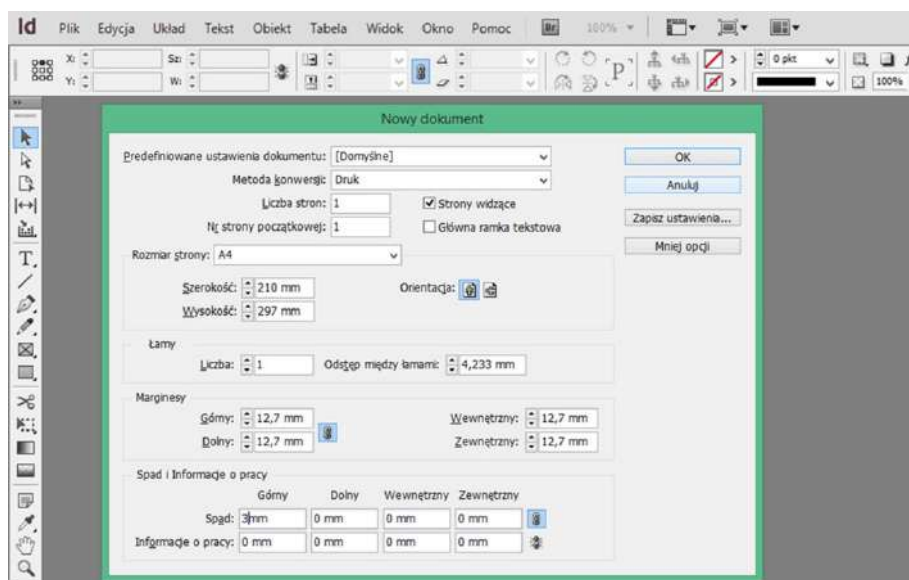 Id Plik Edycja Układ Tekst Obiekt Tabela Widok Okno Pomoc Br 100%
X: Sz: P 0 pkt
Y: W: 100%
Nowy dokument
Predefiniowane ustawienia dokumentu: [Domyślne] OK
Metoda konwersji: Druk Anuluj
Liczba stron: 1 Strony widzące
Nr strony początkowej: 1 Główna ramka tekstowa Zapisz ustawienia...
Rozmiar strony: A4 Mniej opcji
Szerokość: 210 mm Orientacja:
Wysokość: 297 mm
Łamy
Liczba: 1 Odstęp między łamami: 4,233 mm
Marginesy
Górny: 12,7 mm Wewnętrzny: 12,7 mm
Dolny: 12,7 mm Zewnętrzny: 12,7 mm
Spad i Informacje o pracy
Górny Dolny Wewnętrzny Zewnętrzny
Spad: 3mm 0 mm 0 mm 0 mm
Informacje o pracy: 0 mm 0 mm 0 mm 0 mm